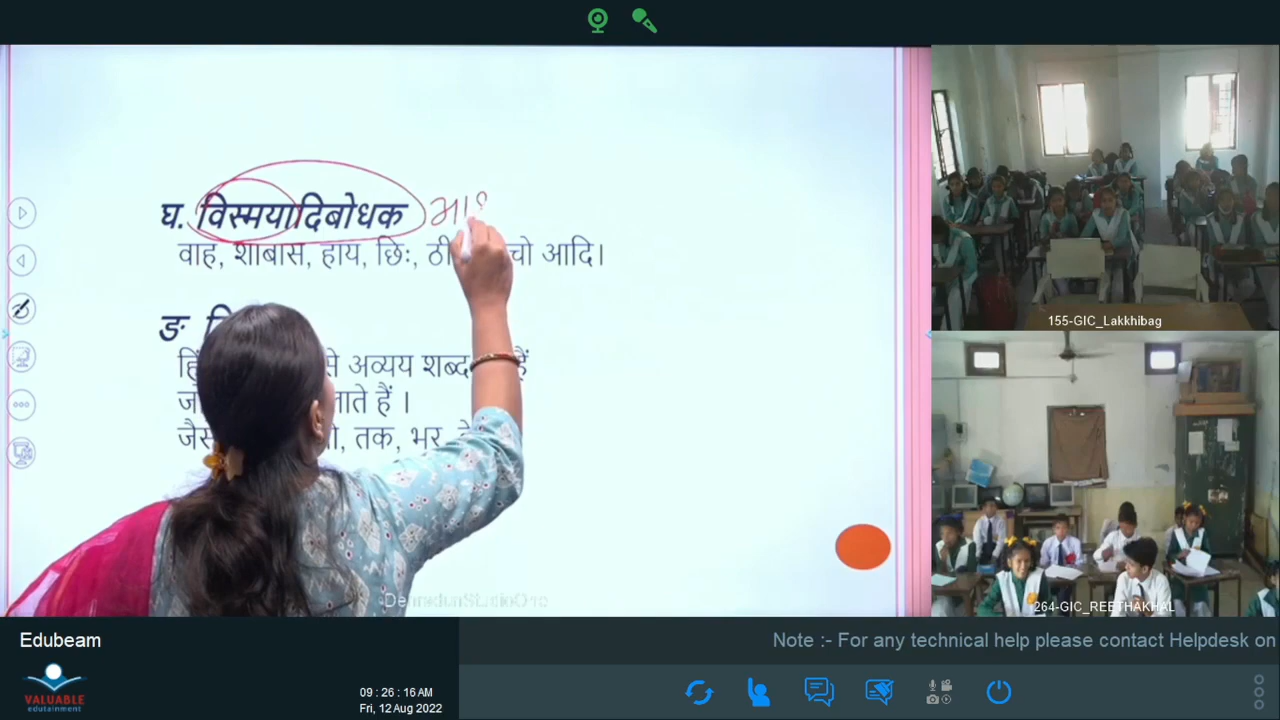 घ. विस्मयादिबोधक
वाह, शाबास, हाय, छिः, आदि।
ङ
से अव्यय शब्द हैं
हैं ।
तक, भर,
155-GIC_Lakkhibag
264-GIC_REETHAKHAL
DehradunStudioOne
Edubeam
Note :- For any technical help please contact Helpdesk on
VALUABLE
edutainment
09 : 26 : 16 AM
Fri, 12 Aug 2022